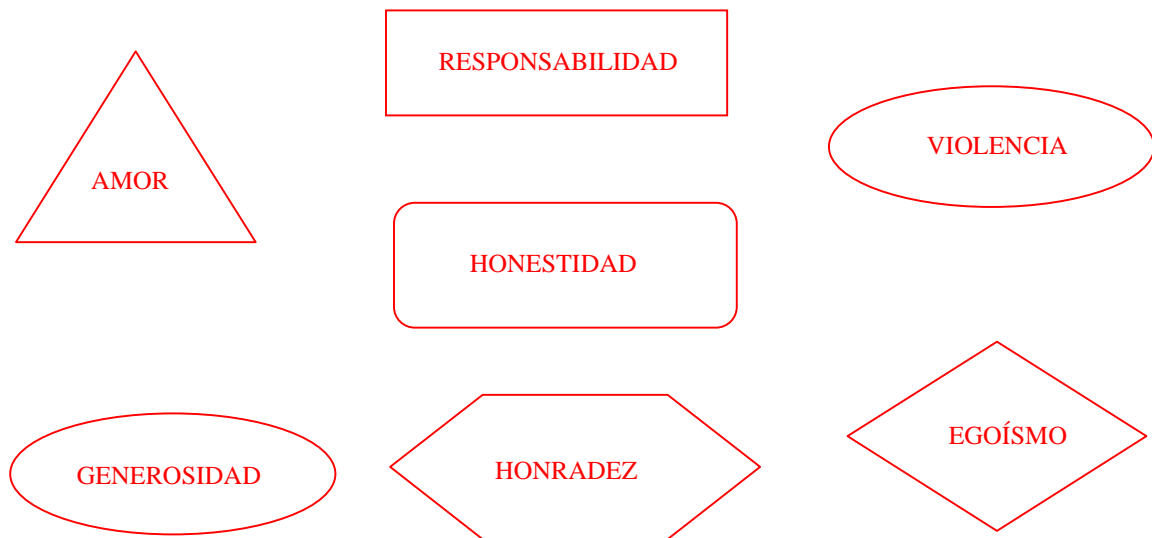 RESPONSABILIDAD
VIOLENCIA
AMOR
HONESTIDAD
EGOÍSMO
GENEROSIDAD
HONRADEZ